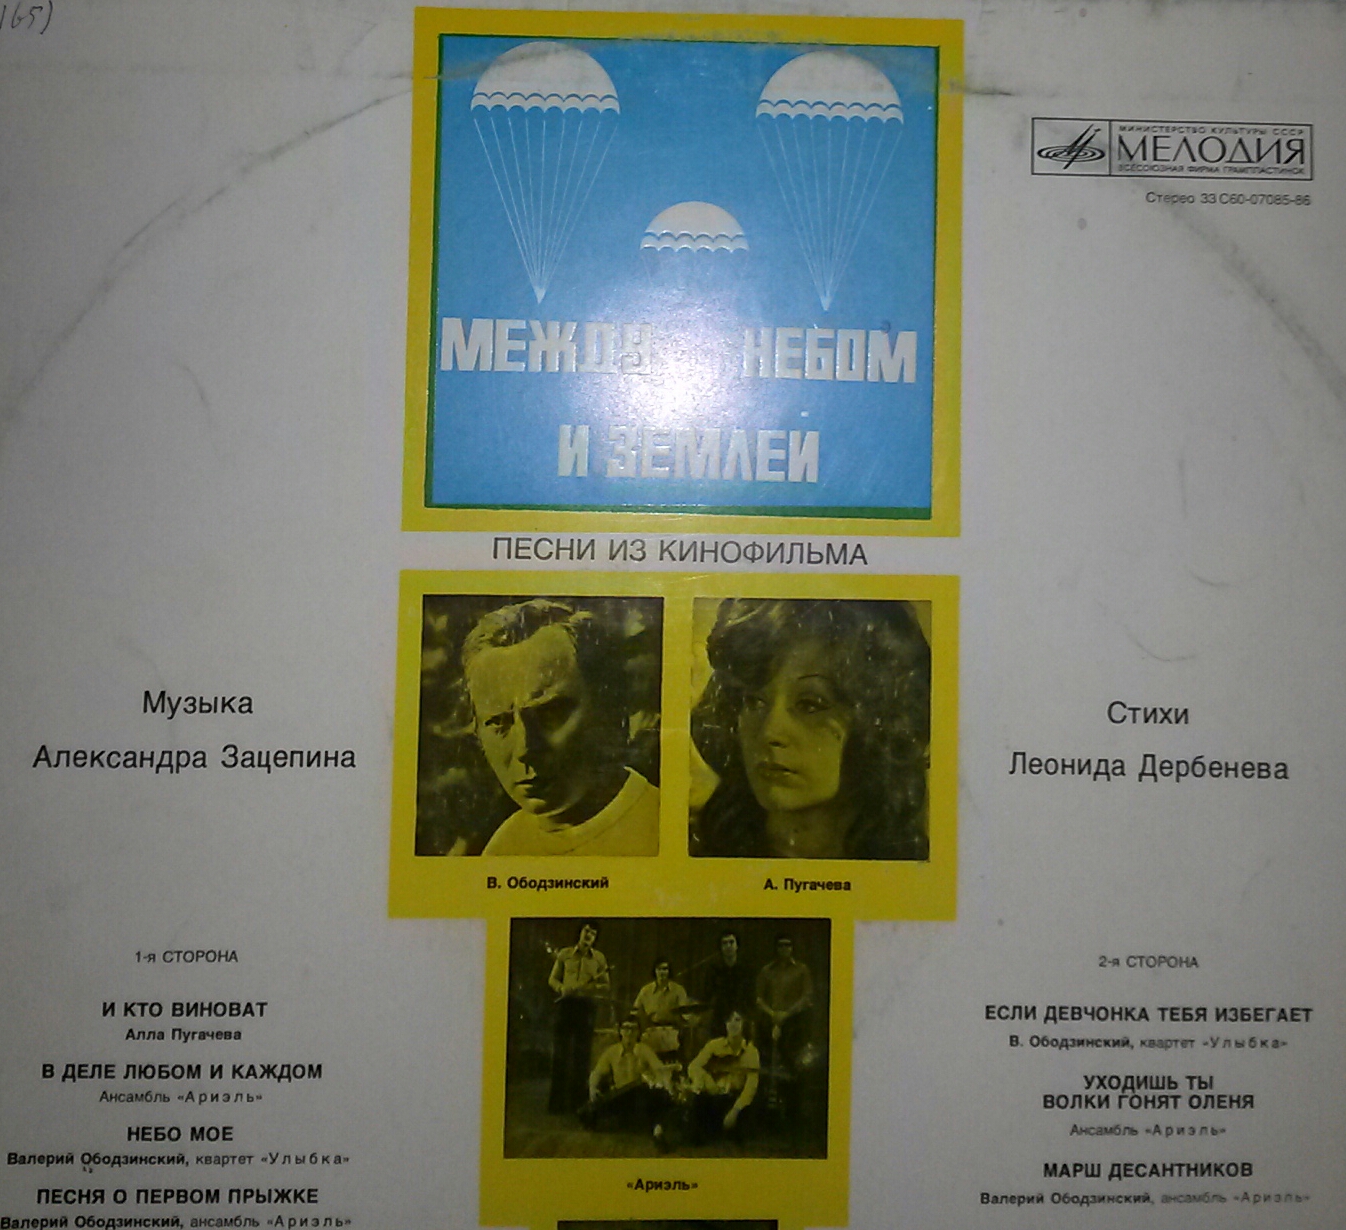 165)
МЕЖДУ НЕБОМ
И ЗЕМЛЕЙ
МИНИСТЕРСТВО КУЛЬТУРЫ СССР
МЕЛОДИЯ
ВСЕСОЮЗНАЯ ФИРМА ГРАМПЛАСТИНОК
Стерео 33 С60-07085-86
ПЕСНИ ИЗ КИНОФИЛЬМА
Музыка
Александра Зацепина
Стихи
Леонида Дербенева
В. Ободзинский
А. Пугачева
«Ариэль»
1-я СТОРОНА
И КТО ВИНОВАТ
Алла Пугачева
В ДЕЛЕ ЛЮБОМ И КАЖДОМ
Ансамбль «Ариэль»
НЕБО МОЕ
Валерий Ободзинский, квартет «Улыбка»
ПЕСНЯ О ПЕРВОМ ПРЫЖКЕ
Валерий Ободзинский, ансамбль «Ариэль»
2-я СТОРОНА
ЕСЛИ ДЕВЧОНКА ТЕБЯ ИЗБЕГАЕТ
В. Ободзинский, квартет «Улыбка»
УХОДИШЬ ТЫ
ВОЛКИ ГОНЯТ ОЛЕНЯ
Ансамбль «Ариэль»
МАРШ ДЕСАНТНИКОВ
Валерий Ободзинский, ансамбль «Ариэль»